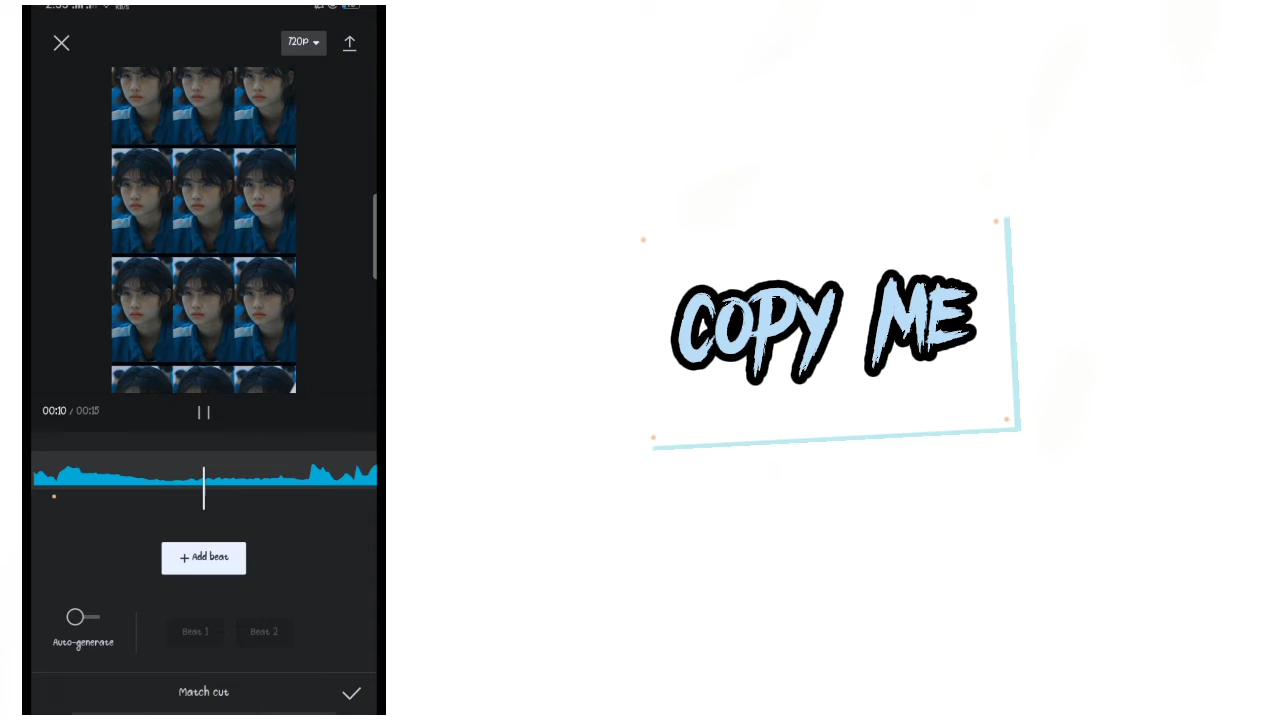 720P
00:10 / 00:15
+ Add beat
Auto-generate
Beat 1
Beat 2
Match cut
COPY ME